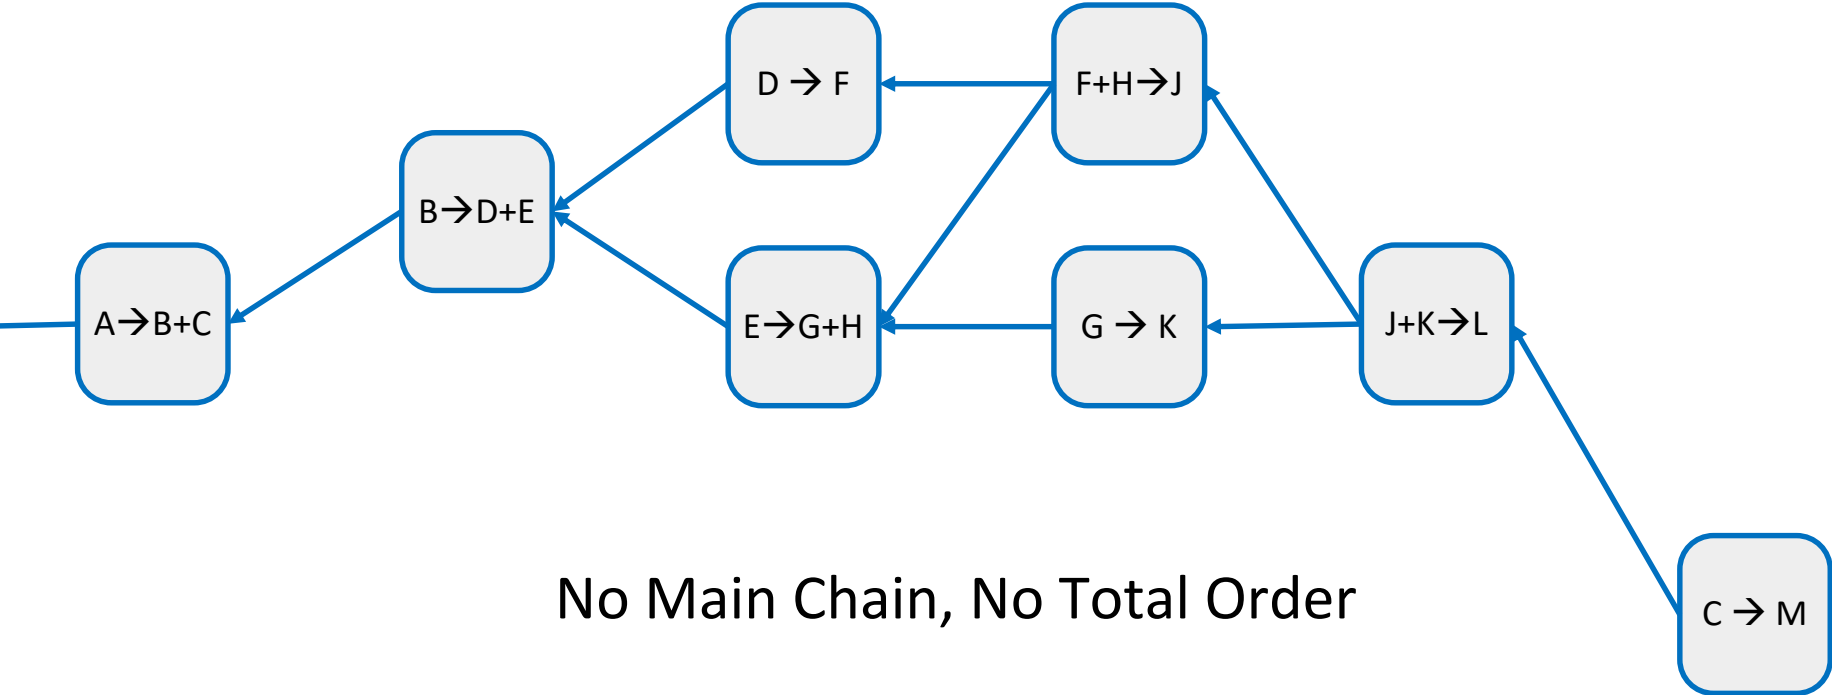 D → F
F+H→J
B→D+E
A→B+C
E→G+H
G → K
J+K→L
No Main Chain, No Total Order
C → M